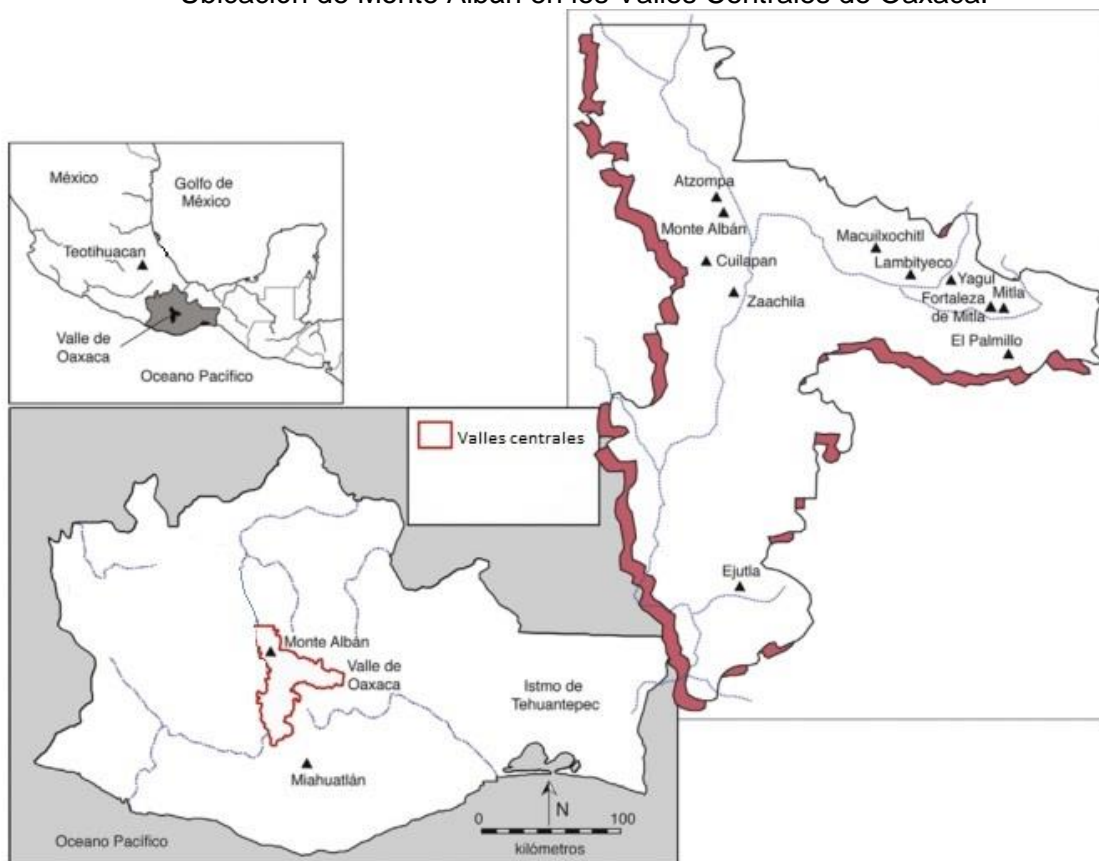 Ubicación de Monte Albán en los Valles Centrales de Oaxaca.
México
Golfo de
México
Teotihuacan
Valle de
Oaxaca
Oceano Pacífico
Atzompa
Monte Albán
Cuilapan
Zaachila
Macuilxochitl
Lambityeco
Yagul
Mitla
Fortaleza
de Mitla
El Palmillo
Ejutla
Valles centrales
Monte Albán
Valle de
Oaxaca
Istmo de
Tehuantepec
Miahuatlán
Oceano Pacífico
N
0 100
kilómetros